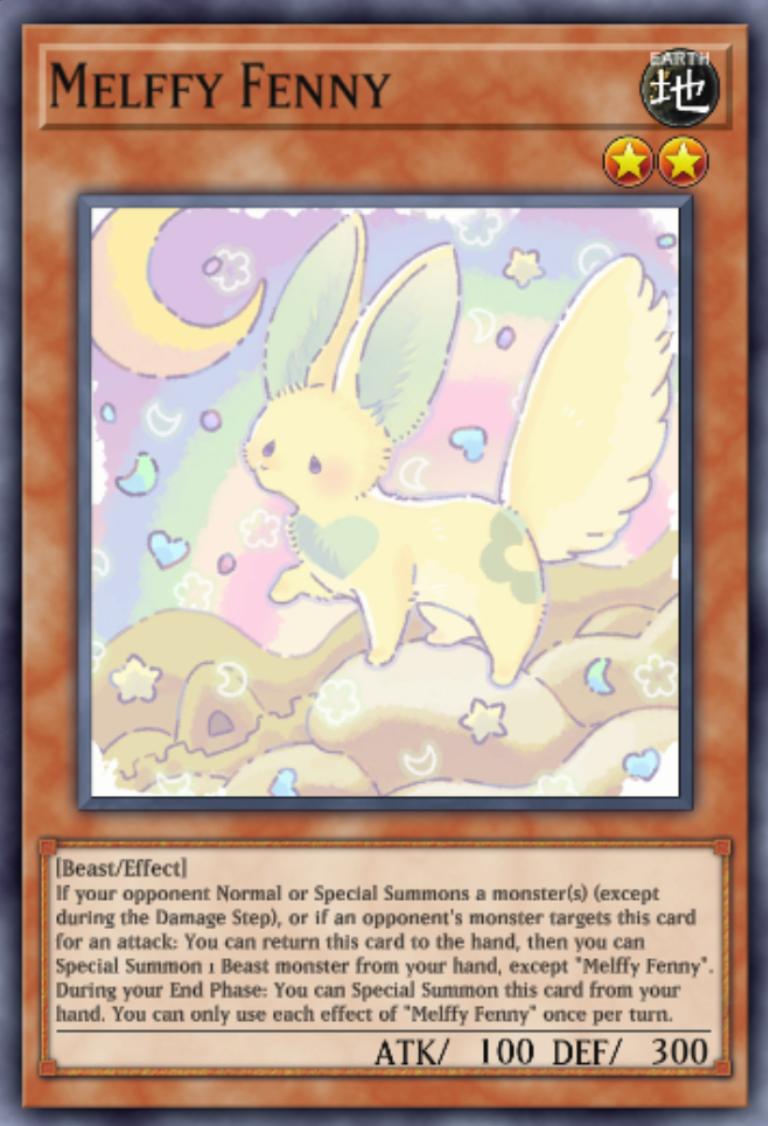 Melffy Fenny
EARTH
地
[Beast/Effect]
If your opponent Normal or Special Summons a monster(s) (except
during the Damage Step), or if an opponent's monster targets this card
for an attack: You can return this card to the hand, then you can
Special Summon 1 Beast monster from your hand, except "Melffy Fenny".
During your End Phase: You can Special Summon this card from your
hand. You can only use each effect of "Melffy Fenny" once per turn.
ATK/ 100 DEF/ 300